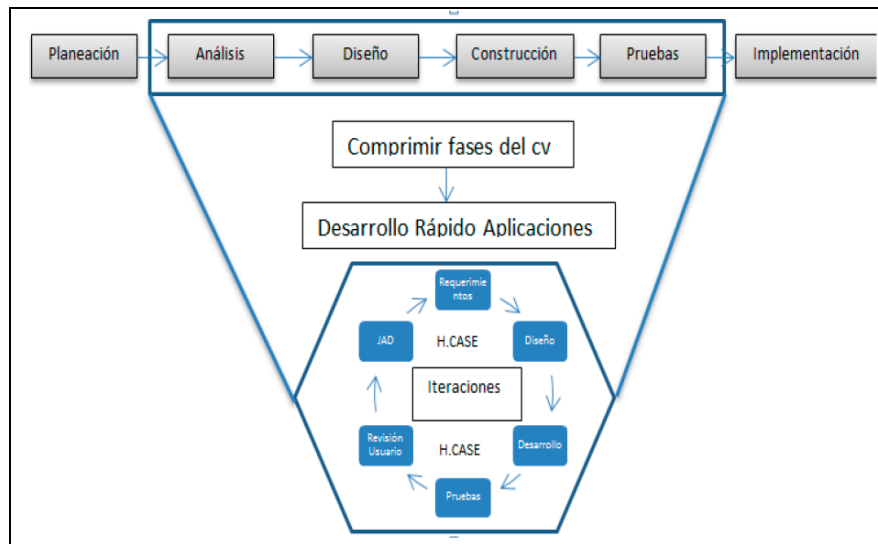 Planeación
Análisis
Diseño
Construcción
Pruebas
Implementación
Comprimir fases del cv
Desarrollo Rápido Aplicaciones
Requerimie
ntos
JAD
H.CASE
Diseño
Iteraciones
Revisión
Usuario
H.CASE
Desarrollo
Pruebas